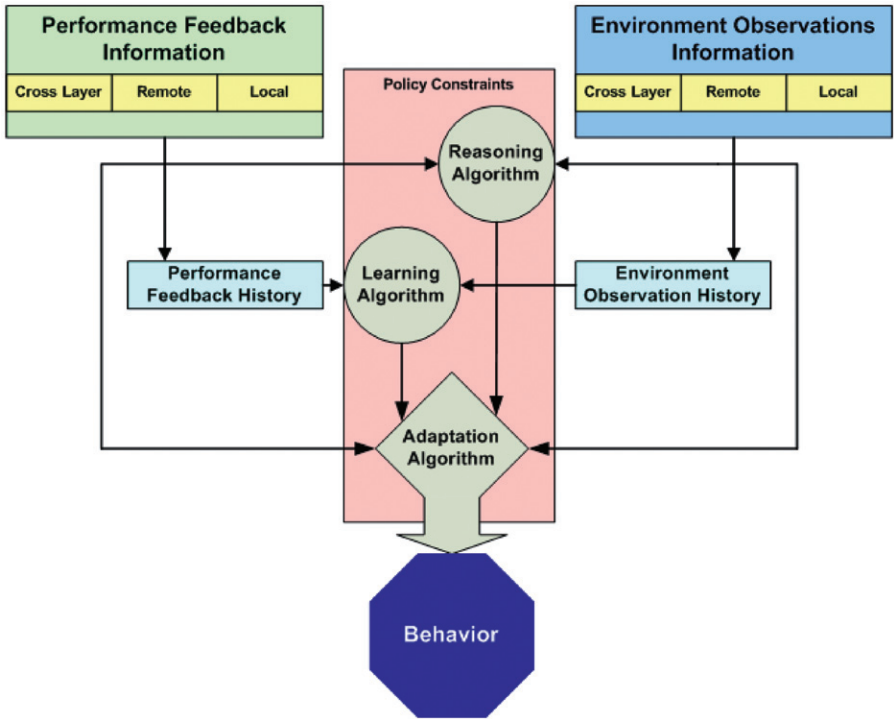 Performance Feedback
Information
Cross Layer
Remote
Local
Environment Observations
Information
Cross Layer
Remote
Local
Policy Constraints
Reasoning
Algorithm
Performance
Feedback History
Learning
Algorithm
Environment
Observation History
Adaptation
Algorithm
Behavior